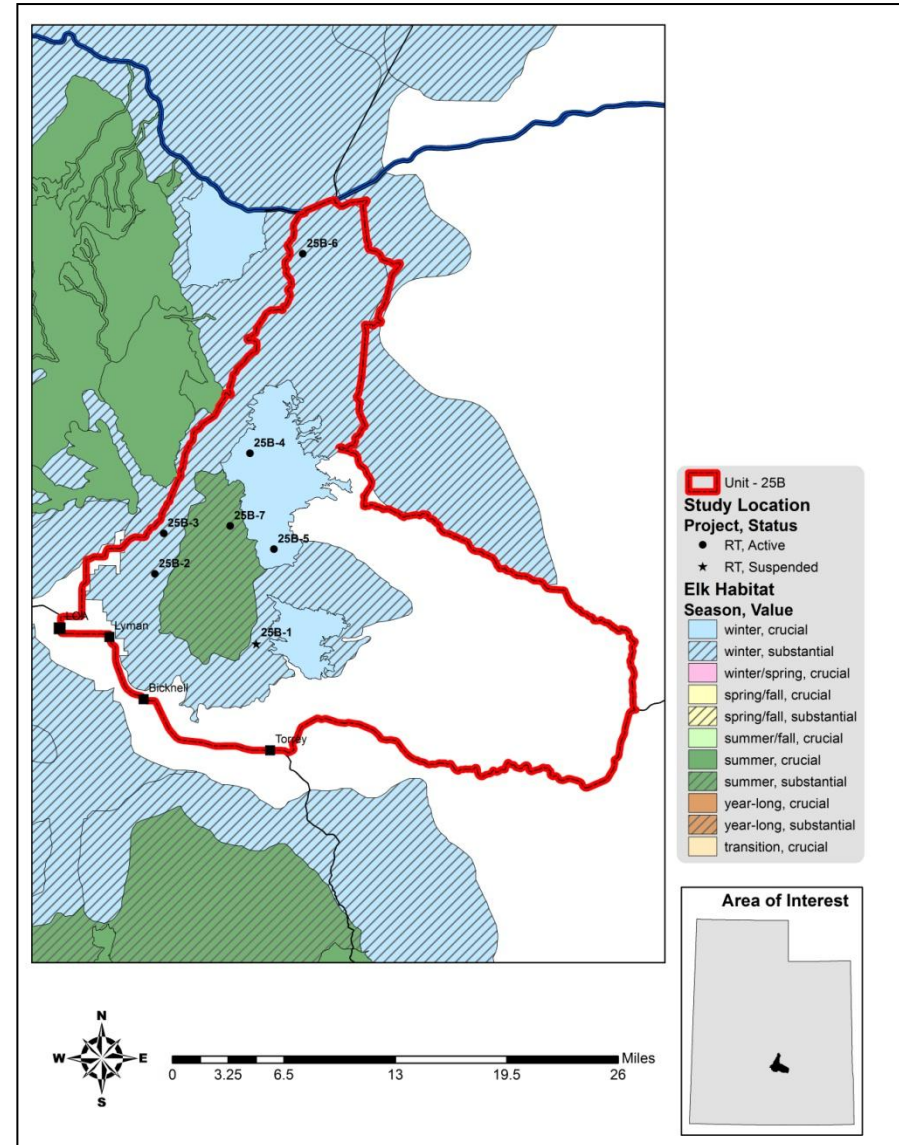 25B-6
25B-4
25B-7
25B-3
25B-5
25B-2
LOA
Lyman
25B-1
Bicknell
Torrey
Unit - 25B
Study Location
Project, Status
RT, Active
RT, Suspended
Elk Habitat
Season, Value
winter, crucial
winter, substantial
winter/spring, crucial
spring/fall, crucial
spring/fall, substantial
summer/fall, crucial
summer, crucial
summer, substantial
year-long, crucial
year-long, substantial
transition, crucial
Area of Interest
N
W E
S
Miles
0 3.25 6.5 13 19.5 26